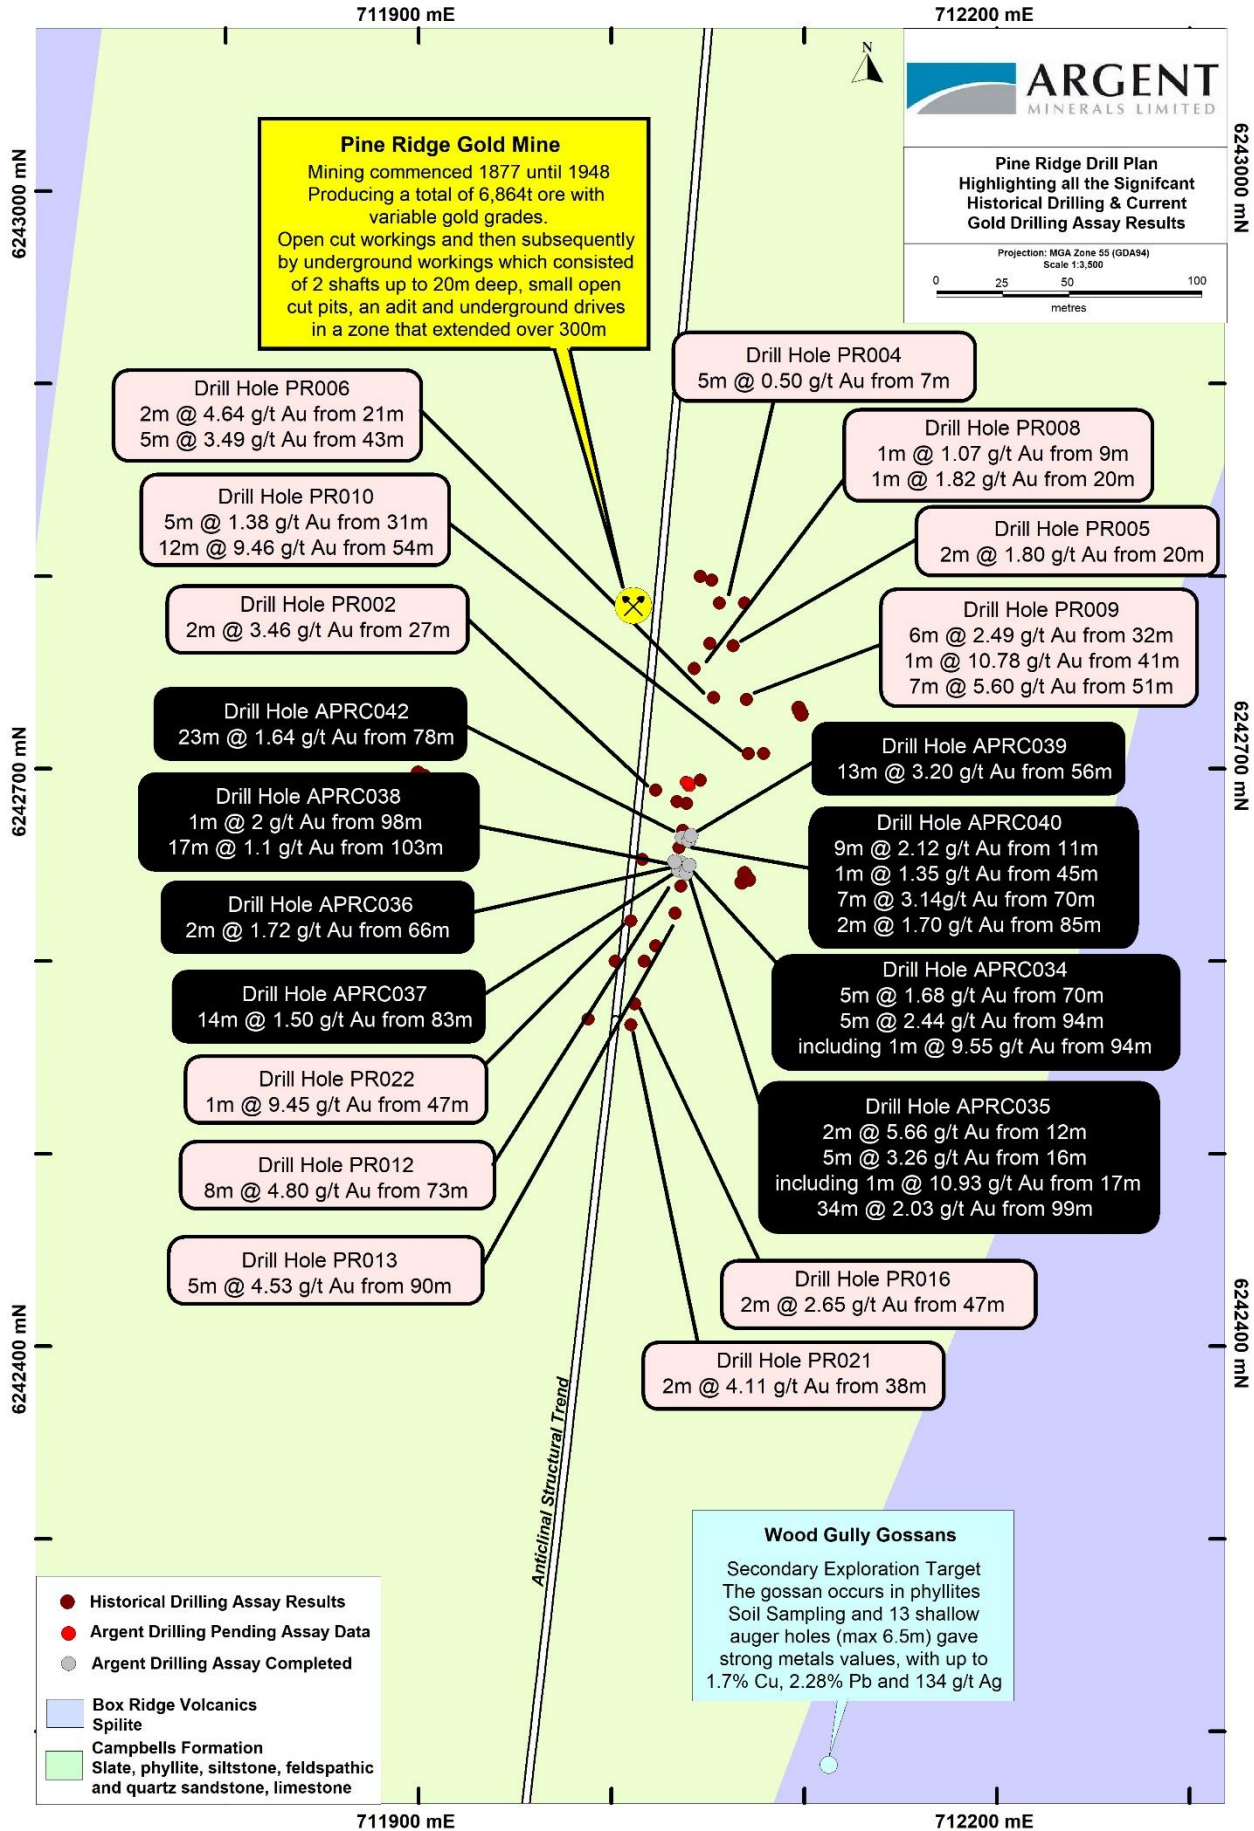 711900 mE
712200 mE
N
ARGENT
MINERALS LIMITED
Pine Ridge Drill Plan
Highlighting all the Signifcant
Historical Drilling & Current
Gold Drilling Assay Results
Projection: MGA Zone 55 (GDA94)
Scale 1:3,500
0 25 50 100
metres
6243000 mN
6243000 mN
Pine Ridge Gold Mine
Mining commenced 1877 until 1948
Producing a total of 6,864t ore with
variable gold grades.
Open cut workings and then subsequently
by underground workings which consisted
of 2 shafts up to 20m deep, small open
cut pits, an adit and underground drives
in a zone that extended over 300m
Drill Hole PR004
5m @ 0.50 g/t Au from 7m
Drill Hole PR006
2m @ 4.64 g/t Au from 21m
5m @ 3.49 g/t Au from 43m
Drill Hole PR008
1m @ 1.07 g/t Au from 9m
1m @ 1.82 g/t Au from 20m
Drill Hole PR010
5m @ 1.38 g/t Au from 31m
12m @ 9.46 g/t Au from 54m
Drill Hole PR005
2m @ 1.80 g/t Au from 20m
Drill Hole PR002
2m @ 3.46 g/t Au from 27m
Drill Hole PR009
6m @ 2.49 g/t Au from 32m
1m @ 10.78 g/t Au from 41m
7m @ 5.60 g/t Au from 51m
Drill Hole APRC042
23m @ 1.64 g/t Au from 78m
Drill Hole APRC039
13m @ 3.20 g/t Au from 56m
6242700 mN
6242700 mN
Drill Hole APRC038
1m @ 2 g/t Au from 98m
17m @ 1.1 g/t Au from 103m
Drill Hole APRC040
9m @ 2.12 g/t Au from 11m
1m @ 1.35 g/t Au from 45m
7m @ 3.14g/t Au from 70m
2m @ 1.70 g/t Au from 85m
Drill Hole APRC036
2m @ 1.72 g/t Au from 66m
Drill Hole APRC034
5m @ 1.68 g/t Au from 70m
5m @ 2.44 g/t Au from 94m
including 1m @ 9.55 g/t Au from 94m
Drill Hole APRC037
14m @ 1.50 g/t Au from 83m
Drill Hole PR022
1m @ 9.45 g/t Au from 47m
Drill Hole APRC035
2m @ 5.66 g/t Au from 12m
5m @ 3.26 g/t Au from 16m
including 1m @ 10.93 g/t Au from 17m
34m @ 2.03 g/t Au from 99m
Drill Hole PR012
8m @ 4.80 g/t Au from 73m
Drill Hole PR013
5m @ 4.53 g/t Au from 90m
Drill Hole PR016
2m @ 2.65 g/t Au from 47m
Drill Hole PR021
2m @ 4.11 g/t Au from 38m
6242400 mN
6242400 mN
Anticlinal Structural Trend
Wood Gully Gossans
Secondary Exploration Target
The gossan occurs in phyllites
Soil Sampling and 13 shallow
auger holes (max 6.5m) gave
strong metals values, with up to
1.7% Cu, 2.28% Pb and 134 g/t Ag
Historical Drilling Assay Results
Argent Drilling Pending Assay Data
Argent Drilling Assay Completed
Box Ridge Volcanics
Spilite
Campbells Formation
Slate, phyllite, siltstone, feldspathic
and quartz sandstone, limestone
711900 mE
712200 mE